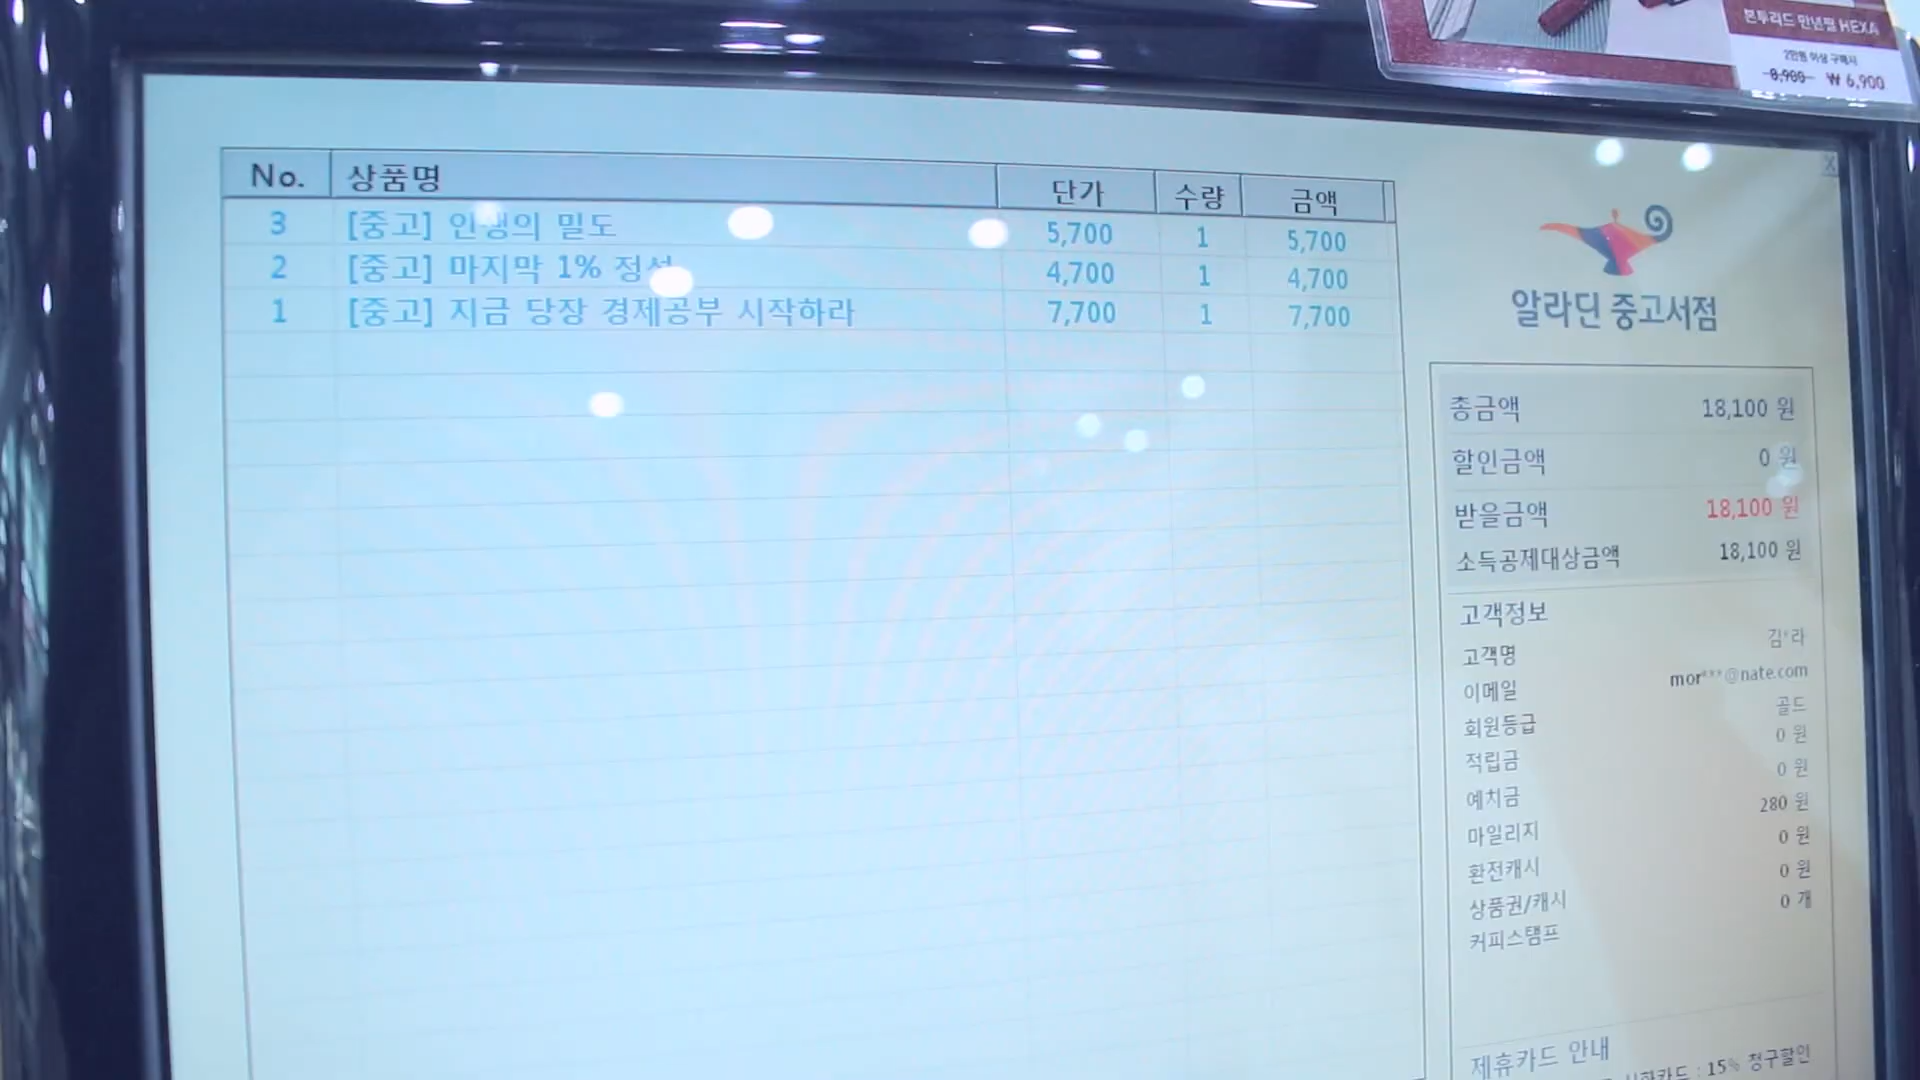 본투리드 만년필 HEXA
2만원 이상 구매시
8,900 ₩ 6,900
No. 상품명 단가 수량 금액
3 [중고] 인생의 밀도 5,700 1 5,700
2 [중고] 마지막 1% 정성 4,700 1 4,700
1 [중고] 지금 당장 경제공부 시작하라 7,700 1 7,700
X
알라딘 중고서점
총금액 18,100 원
할인금액 0 원
받을금액 18,100 원
소득공제대상금액 18,100 원
고객정보
고객명 김*라
이메일 mor***@nate.com
회원등급 골드
적립금 0 원
예치금 0 원
마일리지 280 원
환전캐시 0 원
상품권/캐시 0 원
커피스탬프 0 개
제휴카드 안내
신한카드 : 15% 청구할인